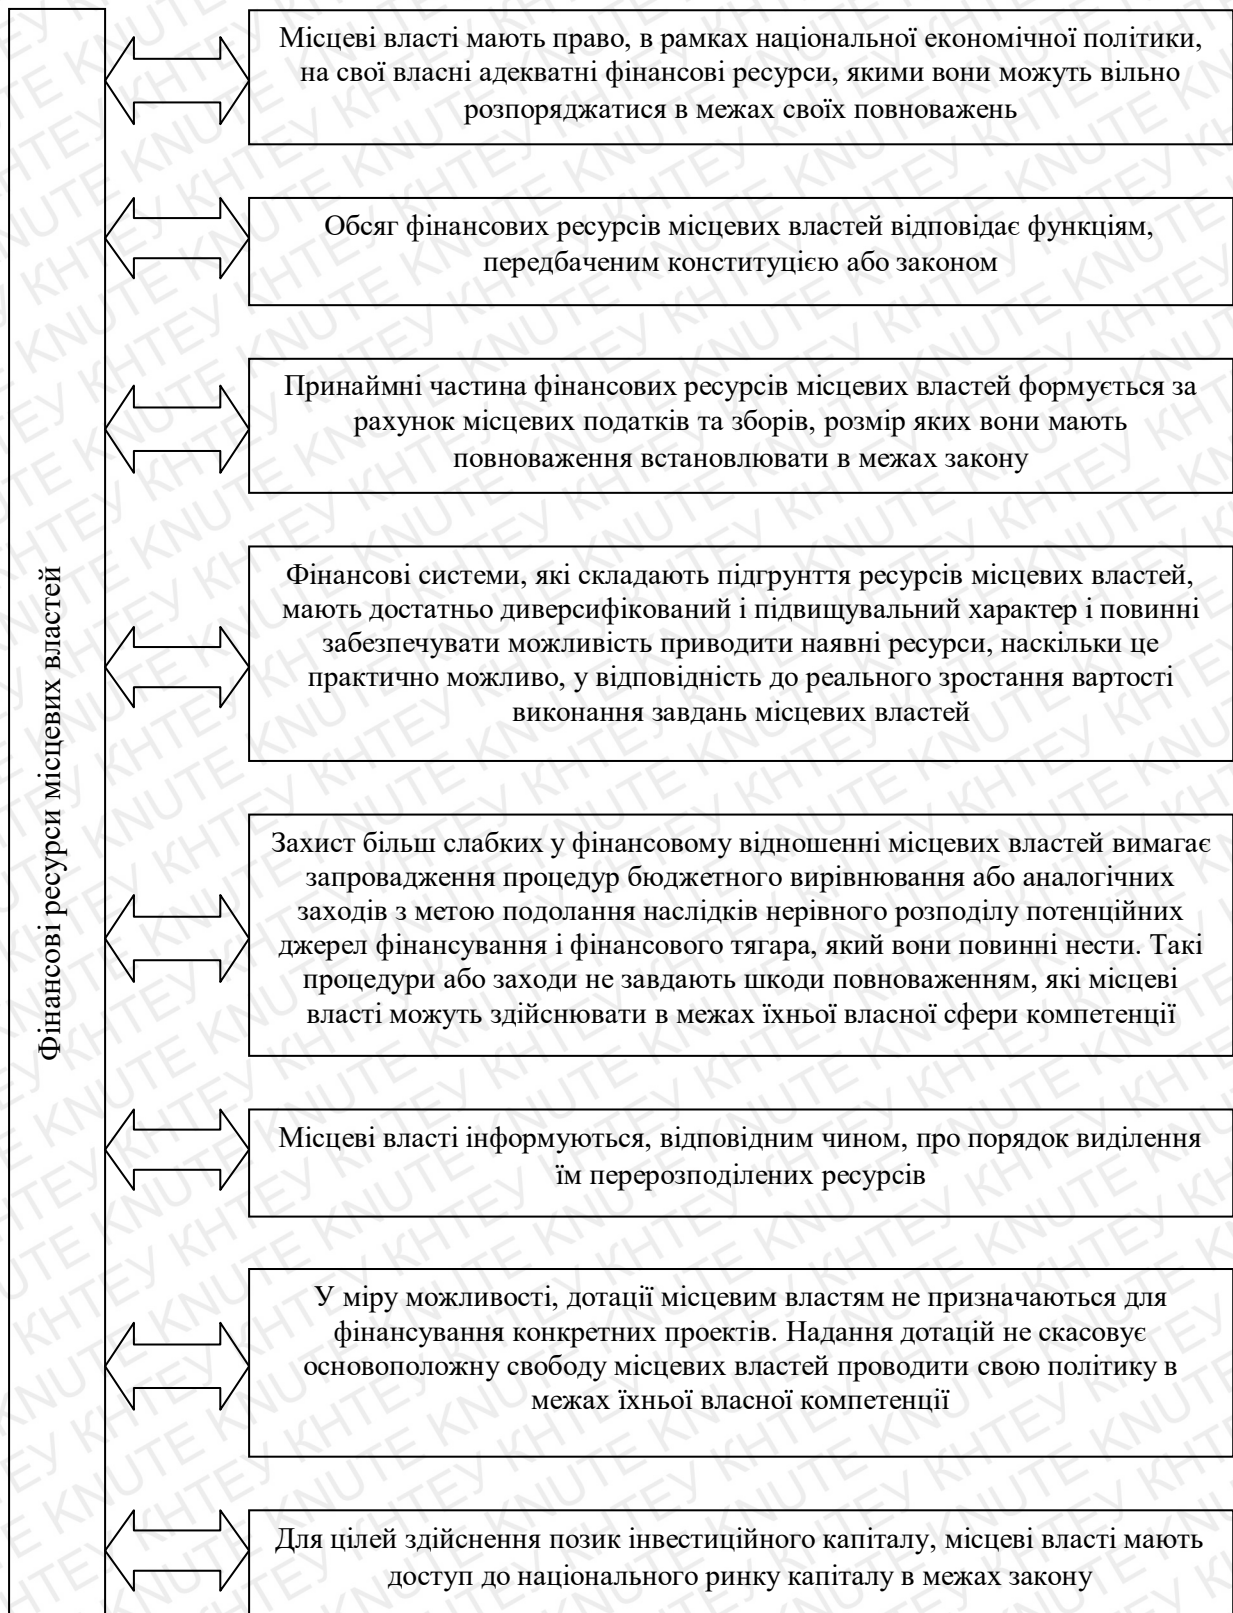 Фінансові ресурси місцевих властей
Місцеві власті мають право, в рамках національної економічної політики,
на свої власні адекватні фінансові ресурси, якими вони можуть вільно
розпоряджатися в межах своїх повноважень
Обсяг фінансових ресурсів місцевих властей відповідає функціям,
передбаченим конституцією або законом
Принаймні частина фінансових ресурсів місцевих властей формується за
рахунок місцевих податків та зборів, розмір яких вони мають
повноваження встановлювати в межах закону
Фінансові системи, які складають підгрунття ресурсів місцевих властей,
мають достатньо диверсифікований і підвищувальний характер і повинні
забезпечувати можливість приводити наявні ресурси, наскільки це
практично можливо, у відповідність до реального зростання вартості
виконання завдань місцевих властей
Захист більш слабких у фінансовому відношенні місцевих властей вимагає
запровадження процедур бюджетного вирівнювання або аналогічних
заходів з метою подолання наслідків нерівного розподілу потенційних
джерел фінансування і фінансового тягара, який вони повинні нести. Такі
процедури або заходи не завдають шкоди повноваженням, які місцеві
власті можуть здійснювати в межах їхньої власної сфери компетенції
Місцеві власті інформуються, відповідним чином, про порядок виділення
їм перерозподілених ресурсів
У міру можливості, дотації місцевим властям не призначаються для
фінансування конкретних проектів. Надання дотацій не скасовує
основоположну свободу місцевих властей проводити свою політику в
межах їхньої власної компетенції
Для цілей здійснення позик інвестиційного капіталу, місцеві власті мають
доступ до національного ринку капіталу в межах закону